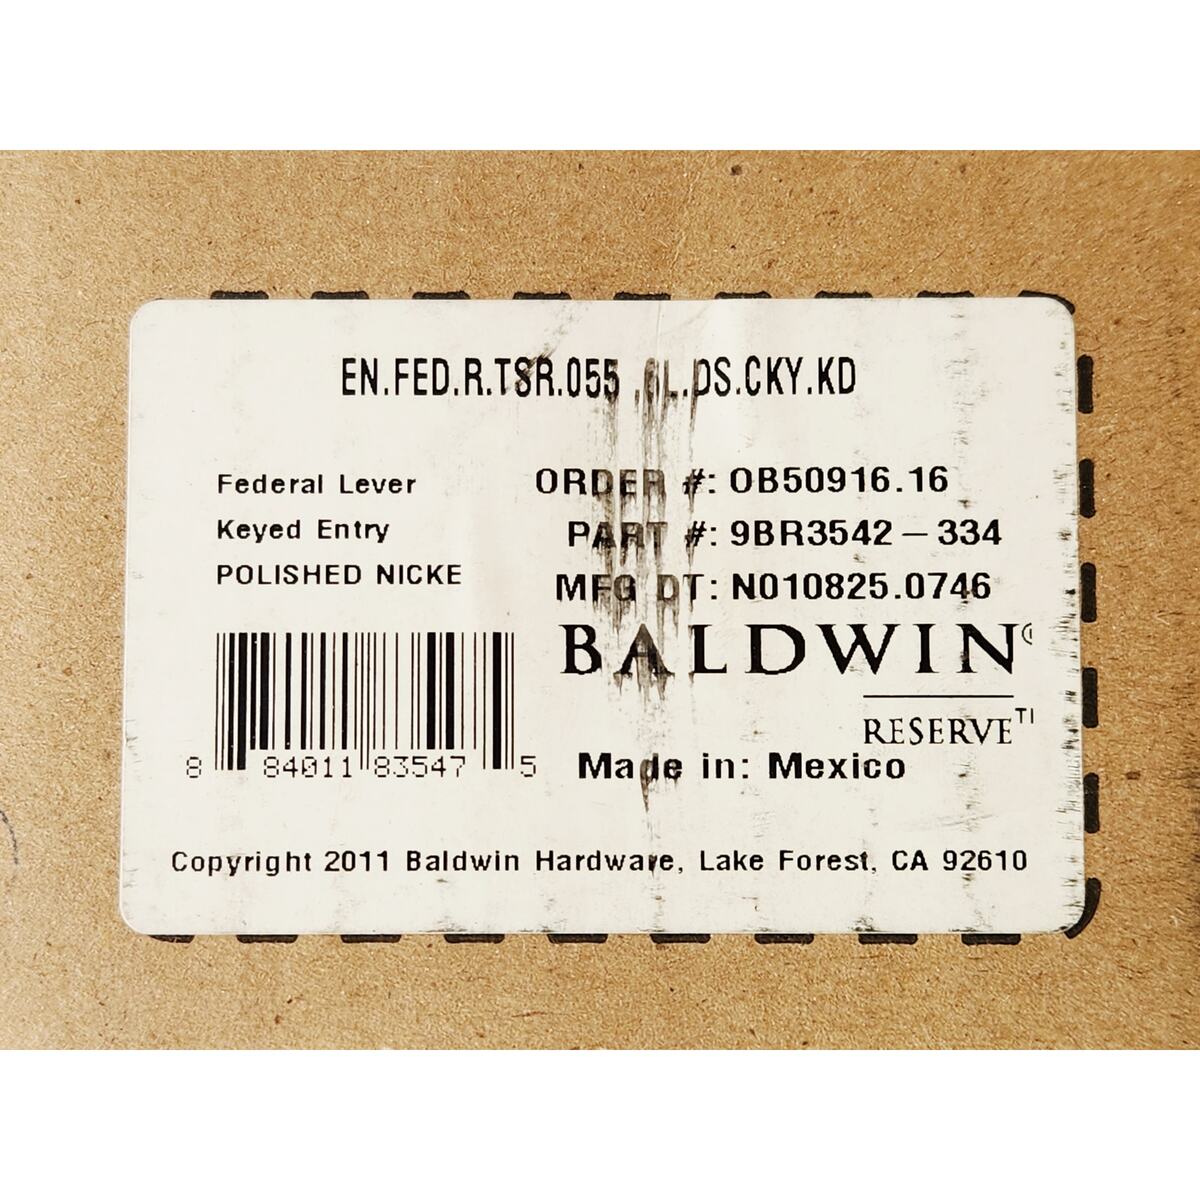 EN.FED.R.TSR.055 .6L.DS.CKY.KD
Federal Lever
Keyed Entry
POLISHED NICKE
ORDER #: OB50916.16
PART #: 9BR3542-334
MFG DT: N010825.0746
BALDWIN
RESERVE
8 84011 83547 5
Made in: Mexico
Copyright 2011 Baldwin Hardware, Lake Forest, CA 92610